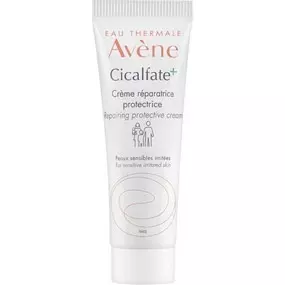 EAU THERMALE
Avène
Cicalfate+
Crème réparatrice
protectrice
Repairing protective cream
Peaux sensibles irritées
For sensitive irritated skin